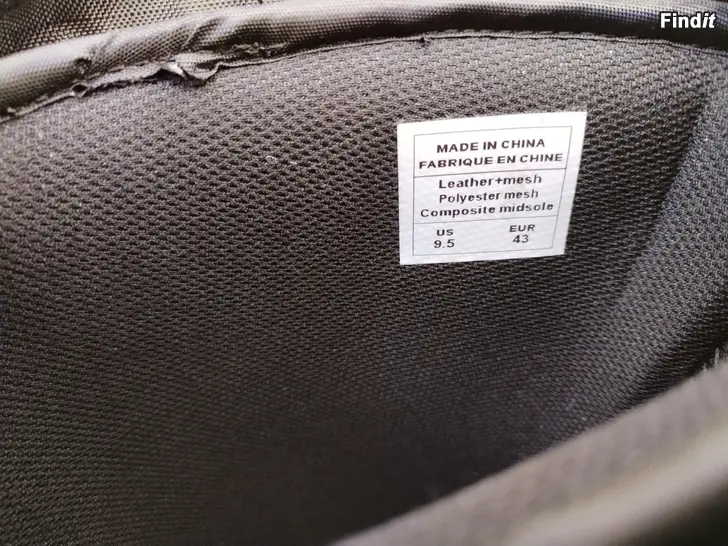 Findit
MADE IN CHINA
FABRIQUE EN CHINE
Leather+mesh
Polyester mesh
Composite midsole
US EUR
9.5 43